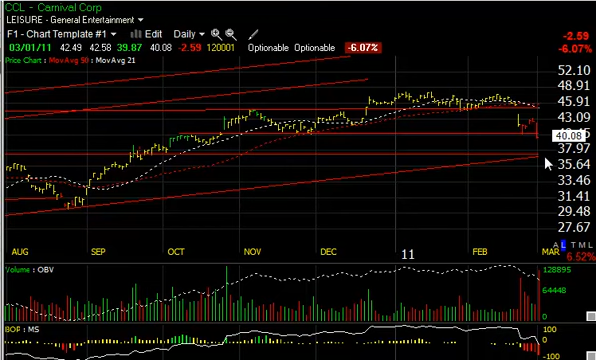 CCL - Carnival Corp
LEISURE - General Entertainment
F1 - Chart Template #1 Edit Daily
03/01/11 42.49 42.58 39.87 40.08 -2.59 120001 Optionable Optionable -6.07%
-2.59
-6.07%
Price Chart : MovAvg 50 : MovAvg 21
52.10
48.91
45.91
43.09
40.08
37.97
35.64
33.46
31.41
29.48
27.67
A L T M L
AUG SEP OCT NOV DEC 11 FEB MAR
6.52%
Volume : OBV
128895
64448
BOP : MS
100
0
-100